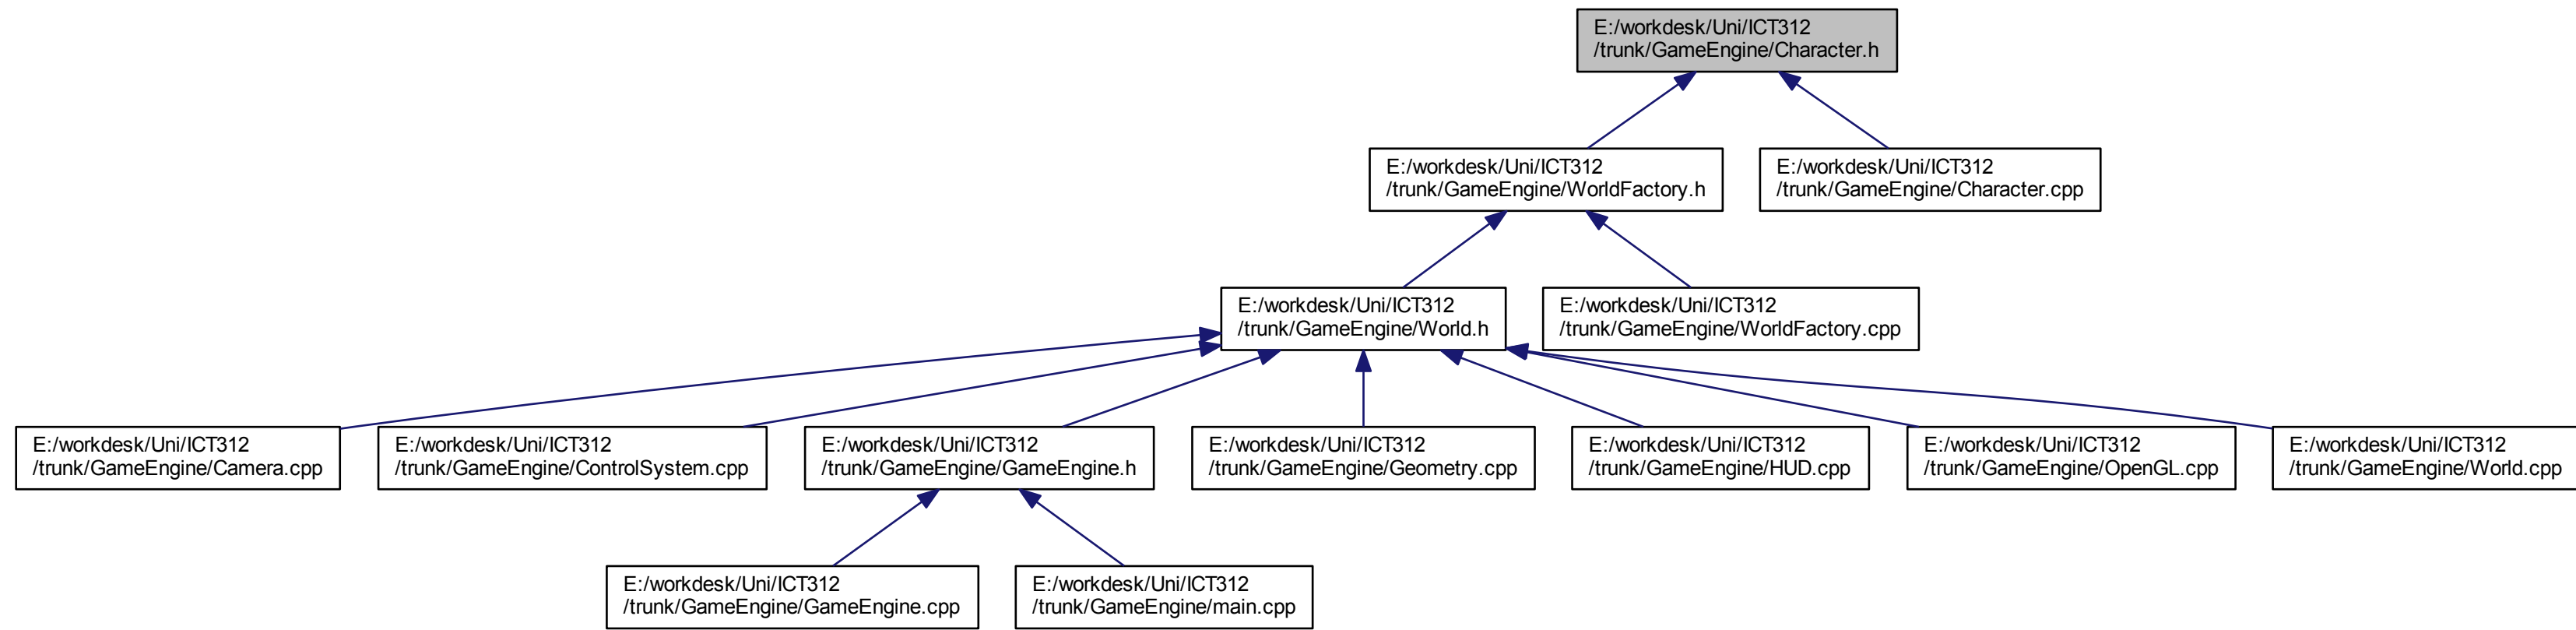 E:/workdesk/Uni/ICT312
/trunk/GameEngine/Character.h
E:/workdesk/Uni/ICT312
/trunk/GameEngine/WorldFactory.h
E:/workdesk/Uni/ICT312
/trunk/GameEngine/Character.cpp
E:/workdesk/Uni/ICT312
/trunk/GameEngine/World.h
E:/workdesk/Uni/ICT312
/trunk/GameEngine/WorldFactory.cpp
E:/workdesk/Uni/ICT312
/trunk/GameEngine/Camera.cpp
E:/workdesk/Uni/ICT312
/trunk/GameEngine/ControlSystem.cpp
E:/workdesk/Uni/ICT312
/trunk/GameEngine/GameEngine.h
E:/workdesk/Uni/ICT312
/trunk/GameEngine/Geometry.cpp
E:/workdesk/Uni/ICT312
/trunk/GameEngine/HUD.cpp
E:/workdesk/Uni/ICT312
/trunk/GameEngine/OpenGL.cpp
E:/workdesk/Uni/ICT312
/trunk/GameEngine/World.cpp
E:/workdesk/Uni/ICT312
/trunk/GameEngine/GameEngine.cpp
E:/workdesk/Uni/ICT312
/trunk/GameEngine/main.cpp